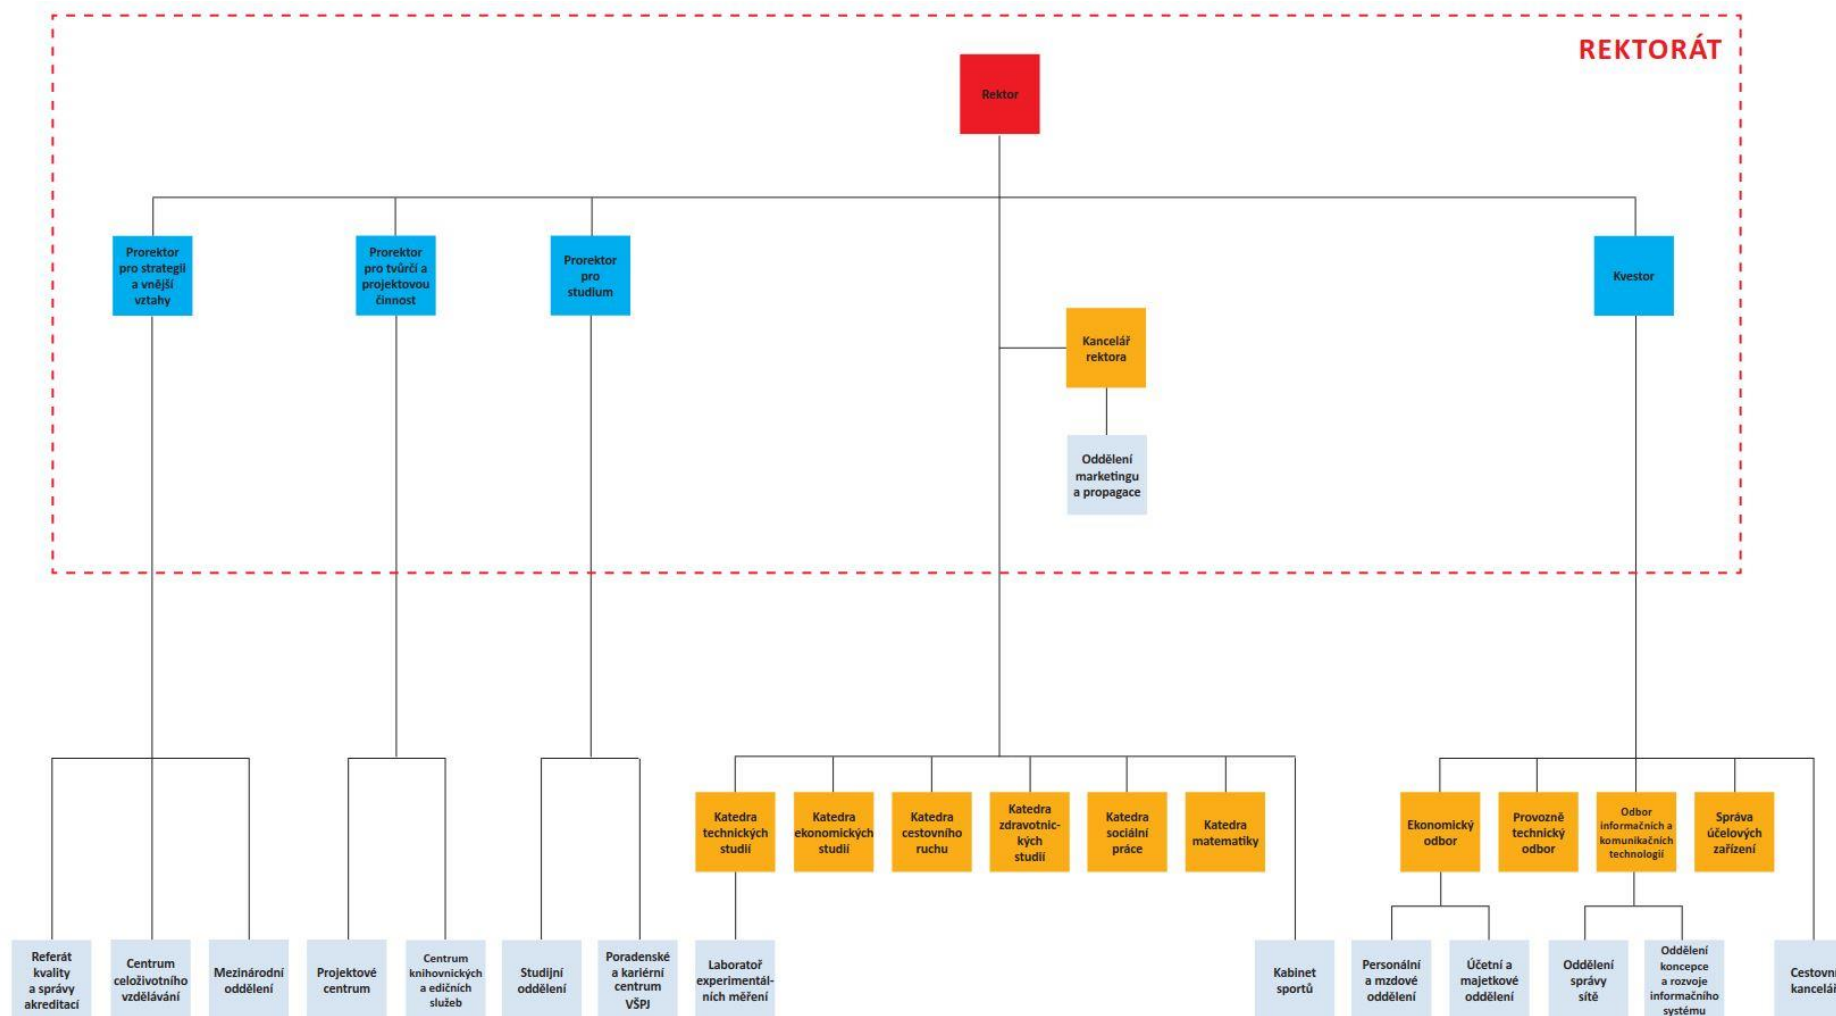 REKTORÁT
Rektor
Prorektor
pro strategii
a vnější
vztahy
Prorektor
pro tvůrčí a
projektovou
činnost
Prorektor
pro
studium
Kvestor
Kancelář
rektora
Oddělení
marketingu
a propagace
Katedra
technických
studií
Katedra
ekonomických
studií
Katedra
cestovního
ruchu
Katedra
zdravotnic-
kých
studií
Katedra
sociální
práce
Katedra
matematiky
Ekonomický
odbor
Provozně
technický
odbor
Odbor
informačních a
komunikačních
technologií
Správa
účelových
zařízení
Referát
kvality
a správy
akreditací
Centrum
celoživotního
vzdělávání
Mezinárodní
oddělení
Projektové
centrum
Centrum
knihovnických
a edičních
služeb
Studijní
oddělení
Poradenské
a kariérní
centrum
VŠPJ
Laboratoř
experimentál-
ních měření
Kabinet
sportů
Personální
a mzdové
oddělení
Účetní a
majetkové
oddělení
Oddělení
správy
sítě
Oddělení
koncepce
a rozvoje
informačního
systému
Cestovní
kancelář